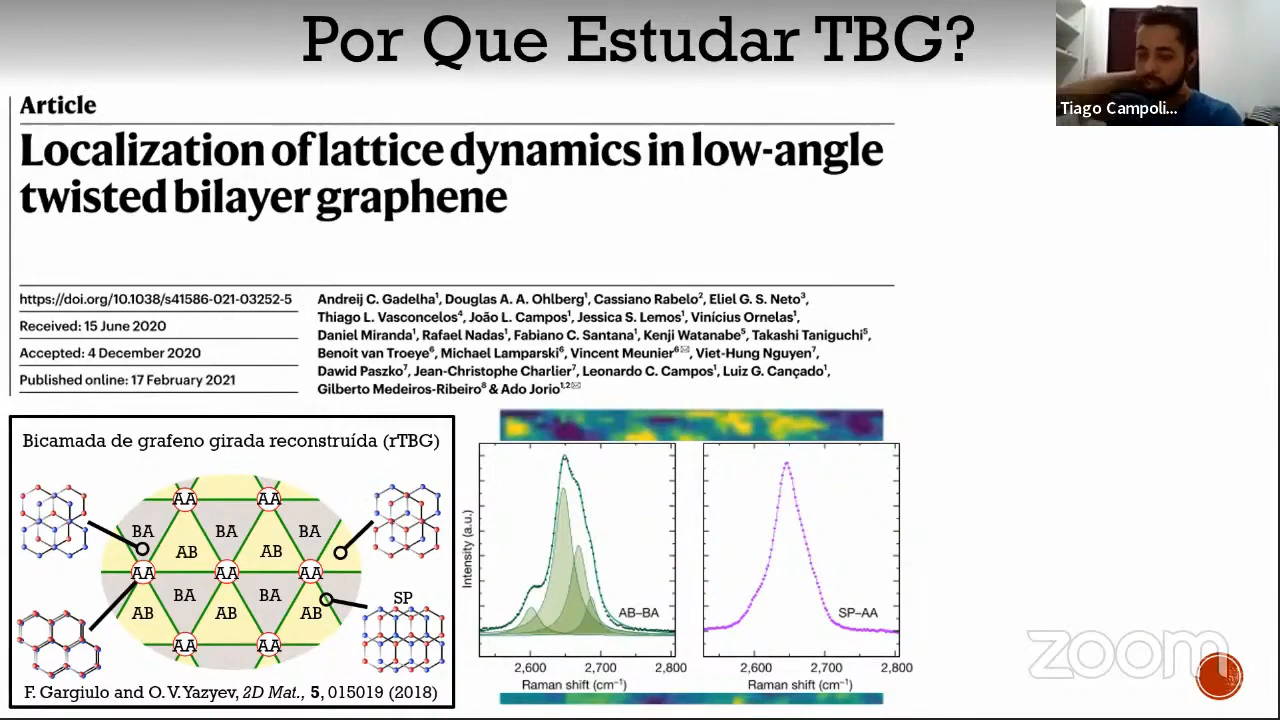 Por Que Estudar TBG?
Tiago Campoli...
Article
Localization of lattice dynamics in low-angle
twisted bilayer graphene
https://doi.org/10.1038/s41586-021-03252-5
Received: 15 June 2020
Accepted: 4 December 2020
Published online: 17 February 2021
Andreij C. Gadelha¹, Douglas A. A. Ohlberg¹, Cassiano Rabelo², Eliel G. S. Neto³,
Thiago L. Vasconcelos⁴, João L. Campos¹, Jessica S. Lemos¹, Vinícius Ornelas¹,
Daniel Miranda¹, Rafael Nadas¹, Fabiano C. Santana¹, Kenji Watanabe⁵, Takashi Taniguchi⁵,
Benoit van Troeye⁶, Michael Lamparski⁶, Vincent Meunier⁶✉, Viet-Hung Nguyen⁷,
Dawid Paszko⁷, Jean-Christophe Charlier⁷, Leonardo C. Campos¹, Luiz G. Cançado¹,
Gilberto Medeiros-Ribeiro⁸ & Ado Jorio¹,²✉
Bicamada de grafeno girada reconstruída (rTBG)
AA AA
BA BA BA
AB AB
AA AA AA
BA BA
AB AB AB
SP
AA AA
F. Gargiulo and O. V. Yazyev, 2D Mat., 5, 015019 (2018)
Intensity (a.u.)
AB–BA
2,600 2,700 2,800
Raman shift (cm⁻¹)
SP–AA
2,600 2,700 2,800
Raman shift (cm⁻¹)
zoom